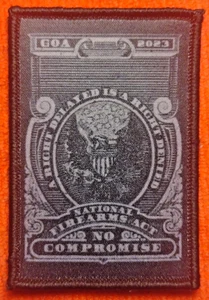 GOA 2023
A RIGHT DELAYED IS A RIGHT DENIED
NATIONAL
FIREARMS ACT
NO
COMPROMISE